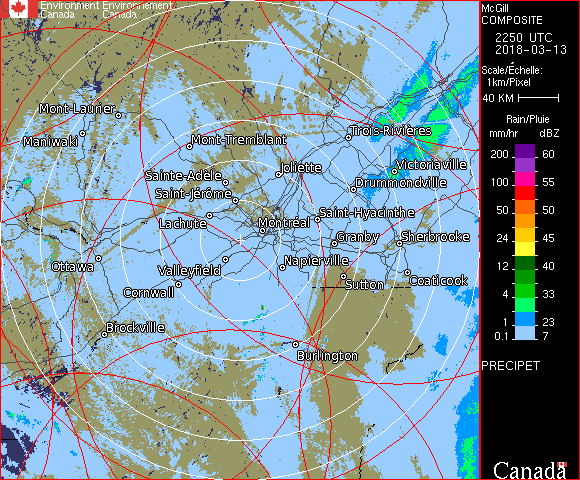 Environment Environnement
Canada Canada
McGill
COMPOSITE
2250 UTC
2018-03-13
Scale/Échelle:
1km/Pixel
40 KM
Rain/Pluie
mm/hr dBZ
200 60
100 55
50 50
24 45
12 40
4 33
1 23
0.1 7
PRECIPET
Canada
Mont-Laurier
Maniwaki
Mont-Tremblant
Trois-Rivières
Sainte-Adèle
Joliette
Victoriaville
Saint-Jérôme
Drummondville
Lachute
Montréal
Saint-Hyacinthe
Granby
Sherbrooke
Ottawa
Valleyfield
Napierville
Cornwall
Sutton
Coaticook
Brockville
Burlington